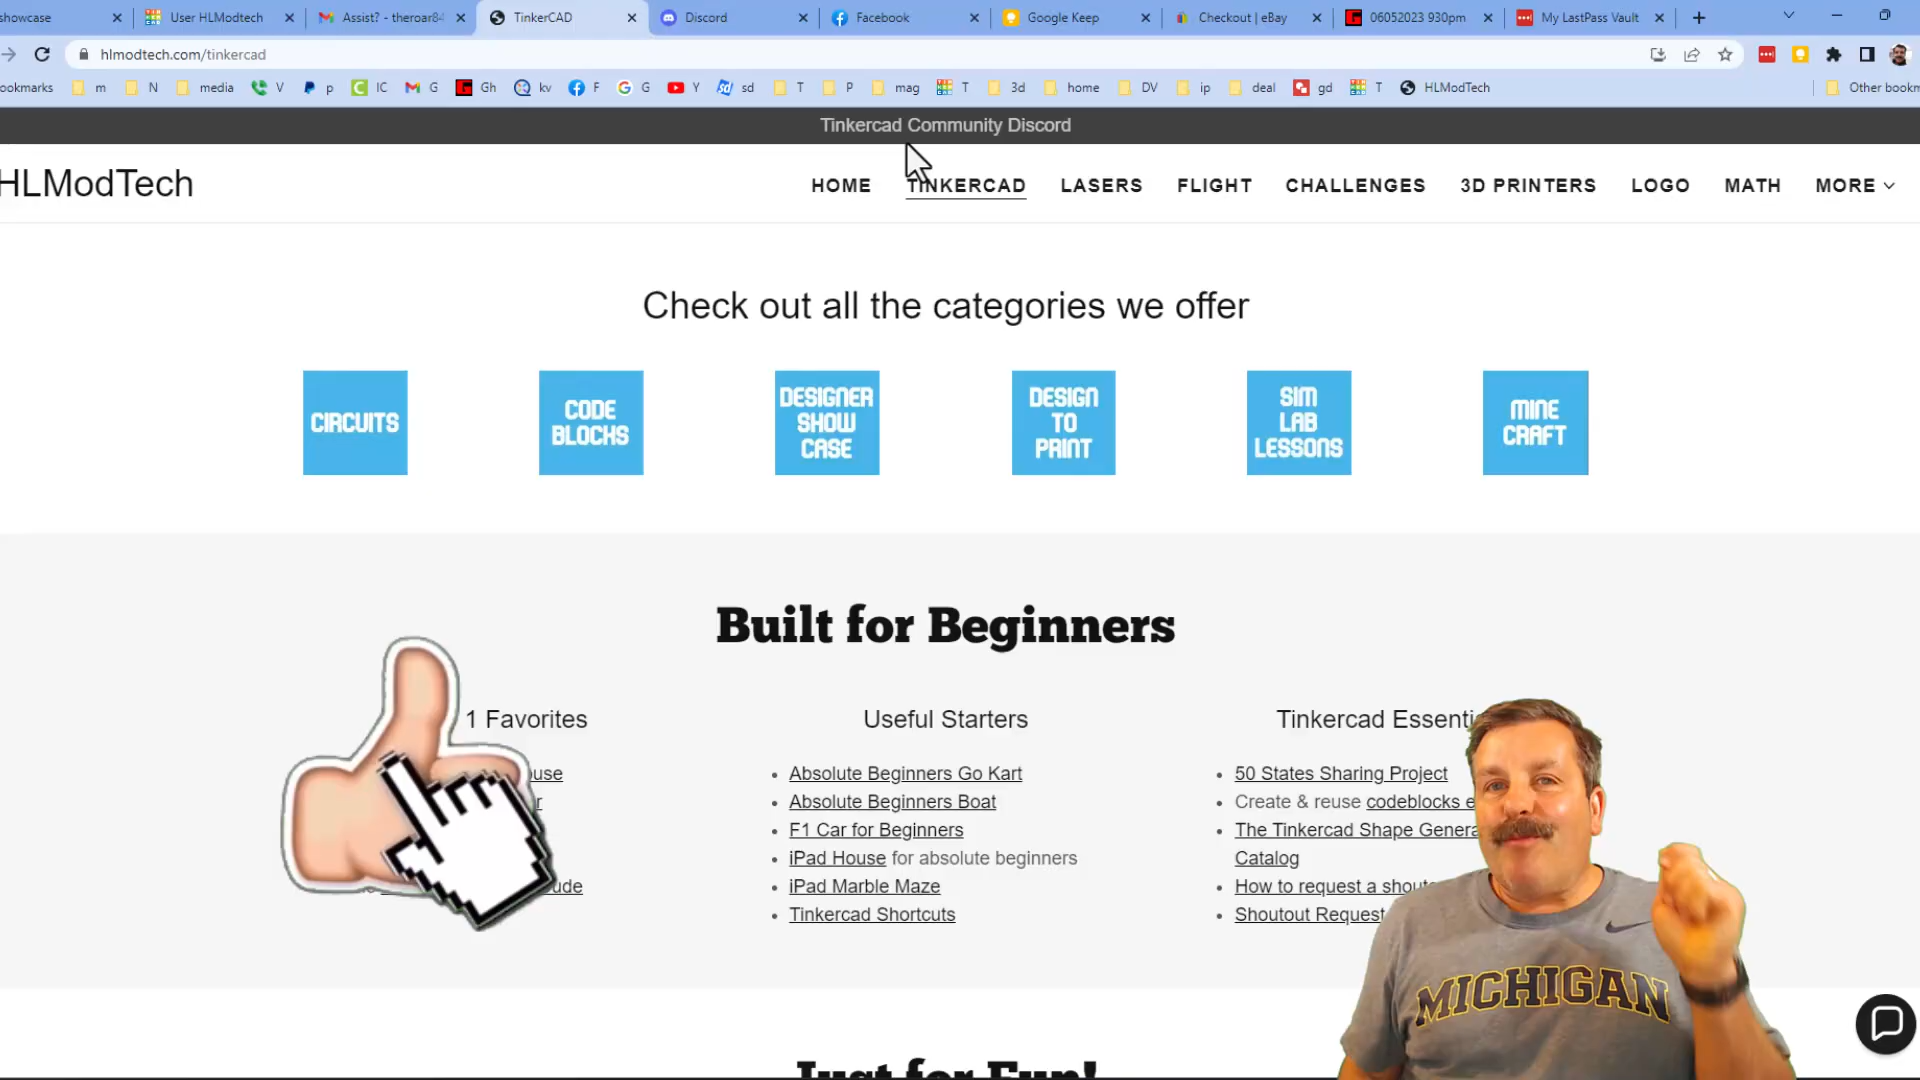 showcase
User HLModtech
Assist? - theroar84
TinkerCAD
Discord
Facebook
Google Keep
Checkout | eBay
06052023 930pm
My LastPass Vault
hlmodtech.com/tinkercad
ookmarks m N media V p IC G Gh kv F G Y sd T P mag T 3d home DV ip deal gd T HLModTech Other bookm
Tinkercad Community Discord
HLModTech
HOME TINKERCAD LASERS FLIGHT CHALLENGES 3D PRINTERS LOGO MATH MORE
Check out all the categories we offer
CIRCUITS
CODE
BLOCKS
DESIGNER
SHOW
CASE
DESIGN
TO
PRINT
SIM
LAB
LESSONS
MINE
CRAFT
Built for Beginners
1 Favorites
Useful Starters
Absolute Beginners Go Kart
Absolute Beginners Boat
F1 Car for Beginners
iPad House for absolute beginners
iPad Marble Maze
Tinkercad Shortcuts
Tinkercad Essenti
50 States Sharing Project
Create & reuse codeblocks e
The Tinkercad Shape Genera
Catalog
How to request a shout
Shoutout Request
MICHIGAN
Just for Fun!